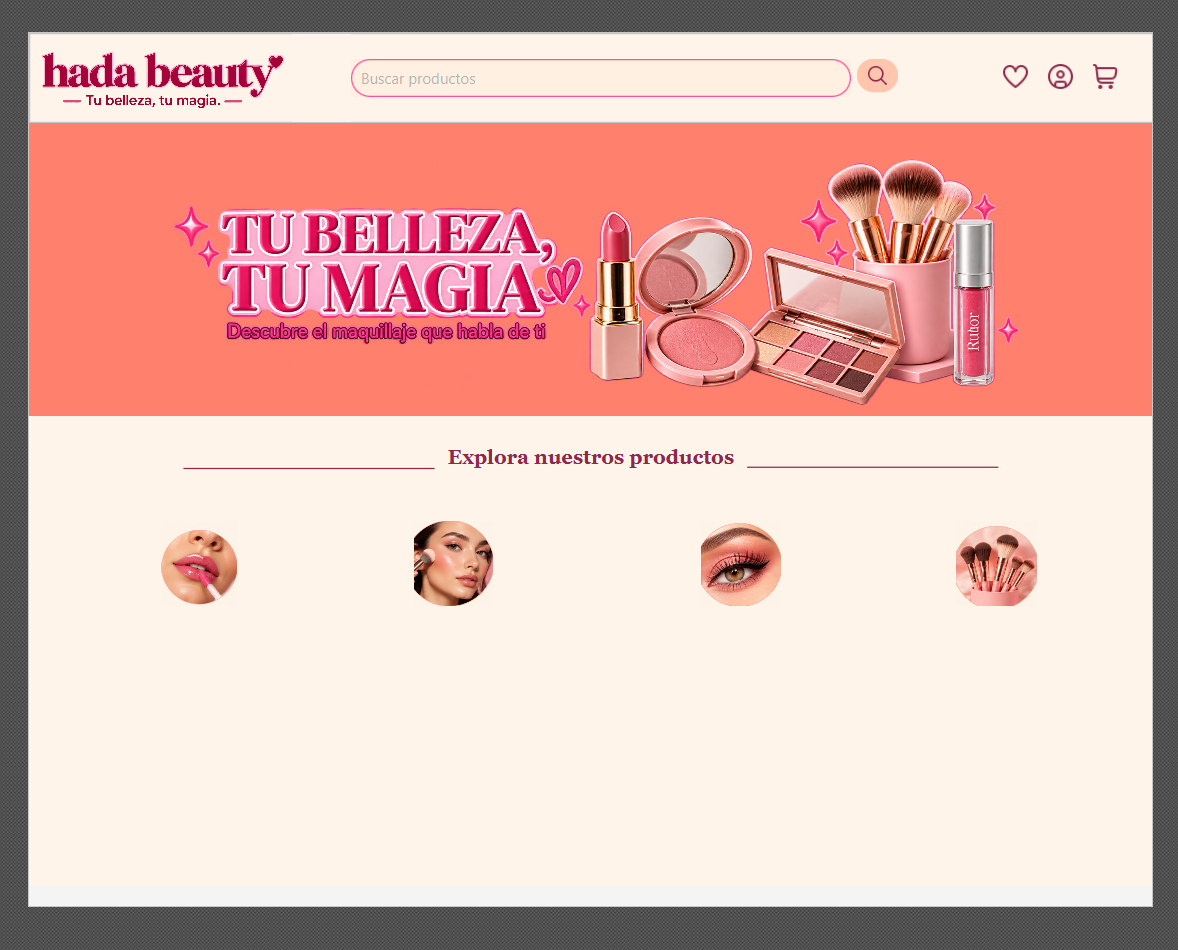 hada beauty
Tu belleza, tu magia.
Buscar productos
TU BELLEZA,
TU MAGIA
Descubre el maquillaje que habla de ti
Explora nuestros productos